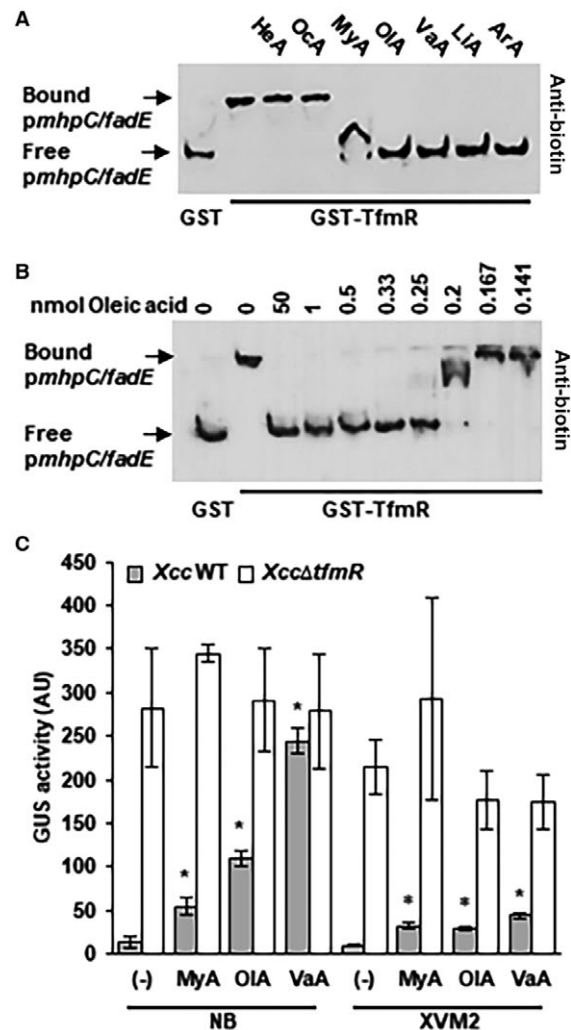 A
HeA OcA MyA OlA VaA LiA ArA
Bound
pmhpC/fadE
Free
pmhpC/fadE
Anti-biotin
GST GST-TfmR
B
nmol Oleic acid 0 0 50 1 0.5 0.33 0.25 0.2 0.167 0.141
Bound
pmhpC/fadE
Free
pmhpC/fadE
Anti-biotin
GST GST-TfmR
C
Xcc WT XccΔtfmR
GUS activity (AU)
450
400
350
300
250
200
150
100
50
0
* * * * * *
(-) MyA OlA VaA (-) MyA OlA VaA
NB XVM2